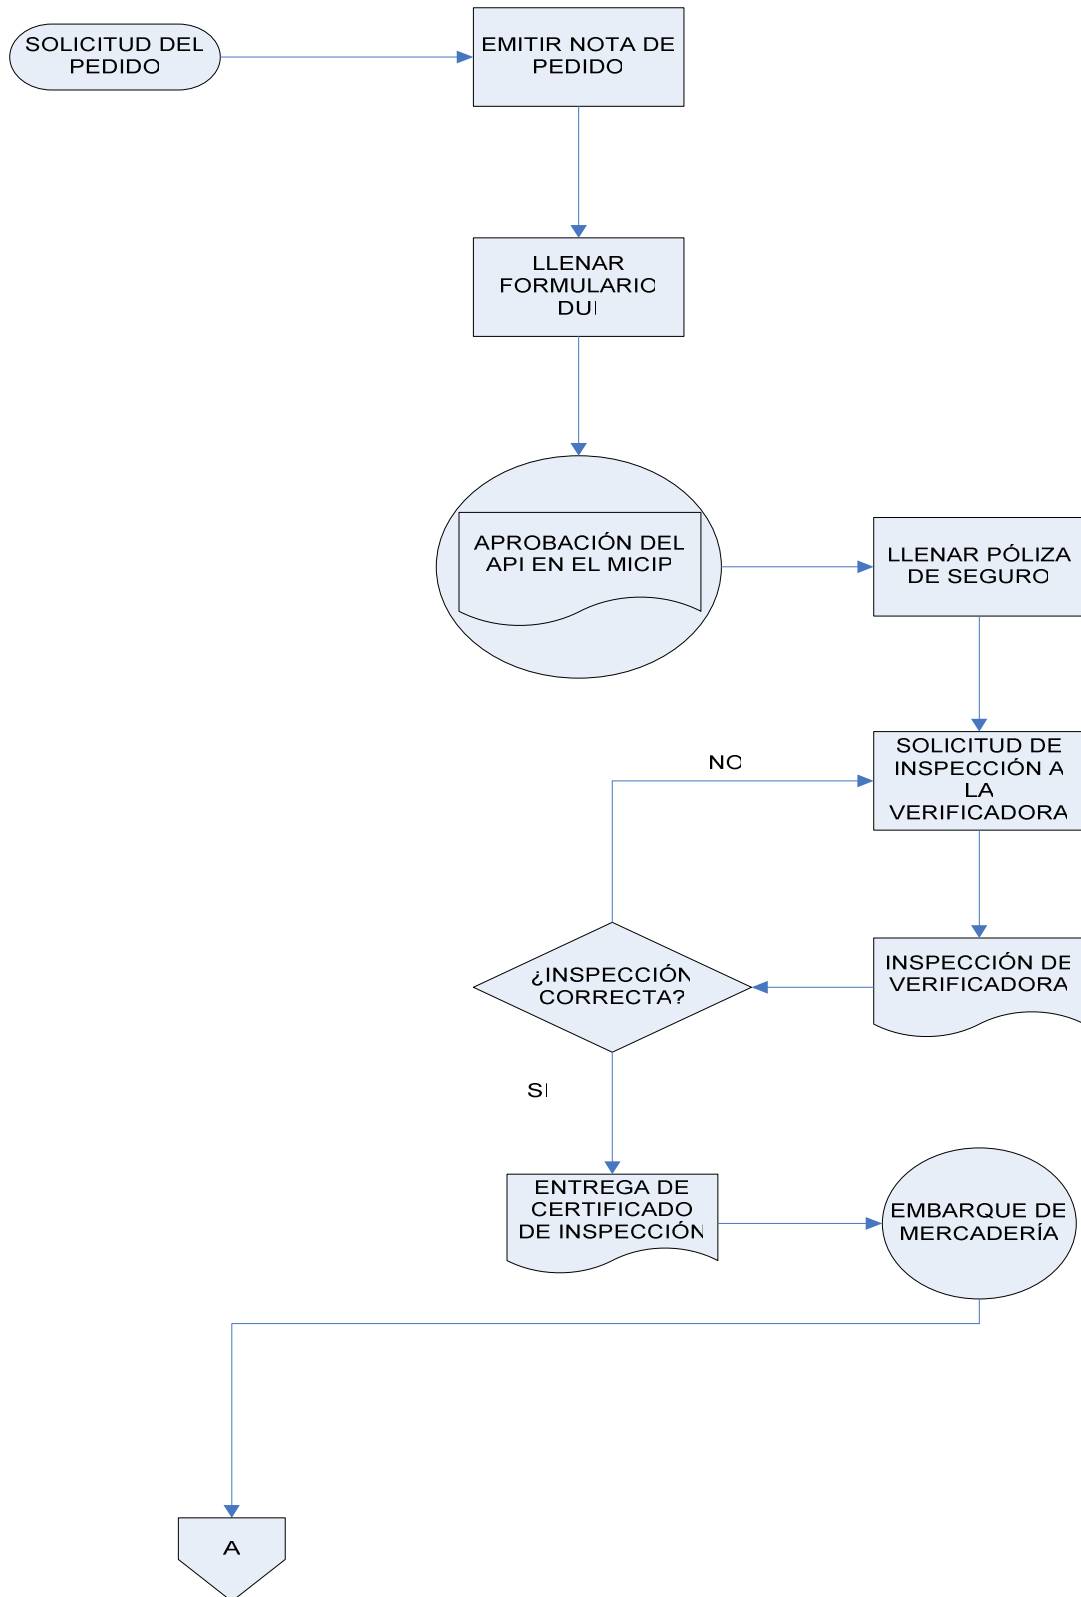 SOLICITUD DEL
PEDIDO
EMITIR NOTA DE
PEDIDO
LLENAR
FORMULARIO
DUI
APROBACIÓN DEL
API EN EL MICIP
LLENAR PÓLIZA
DE SEGURO
SOLICITUD DE
INSPECCIÓN A
LA
VERIFICADORA
NO
INSPECCIÓN DE
VERIFICADORA
¿INSPECCIÓN
CORRECTA?
SI
ENTREGA DE
CERTIFICADO
DE INSPECCIÓN
EMBARQUE DE
MERCADERÍA
A